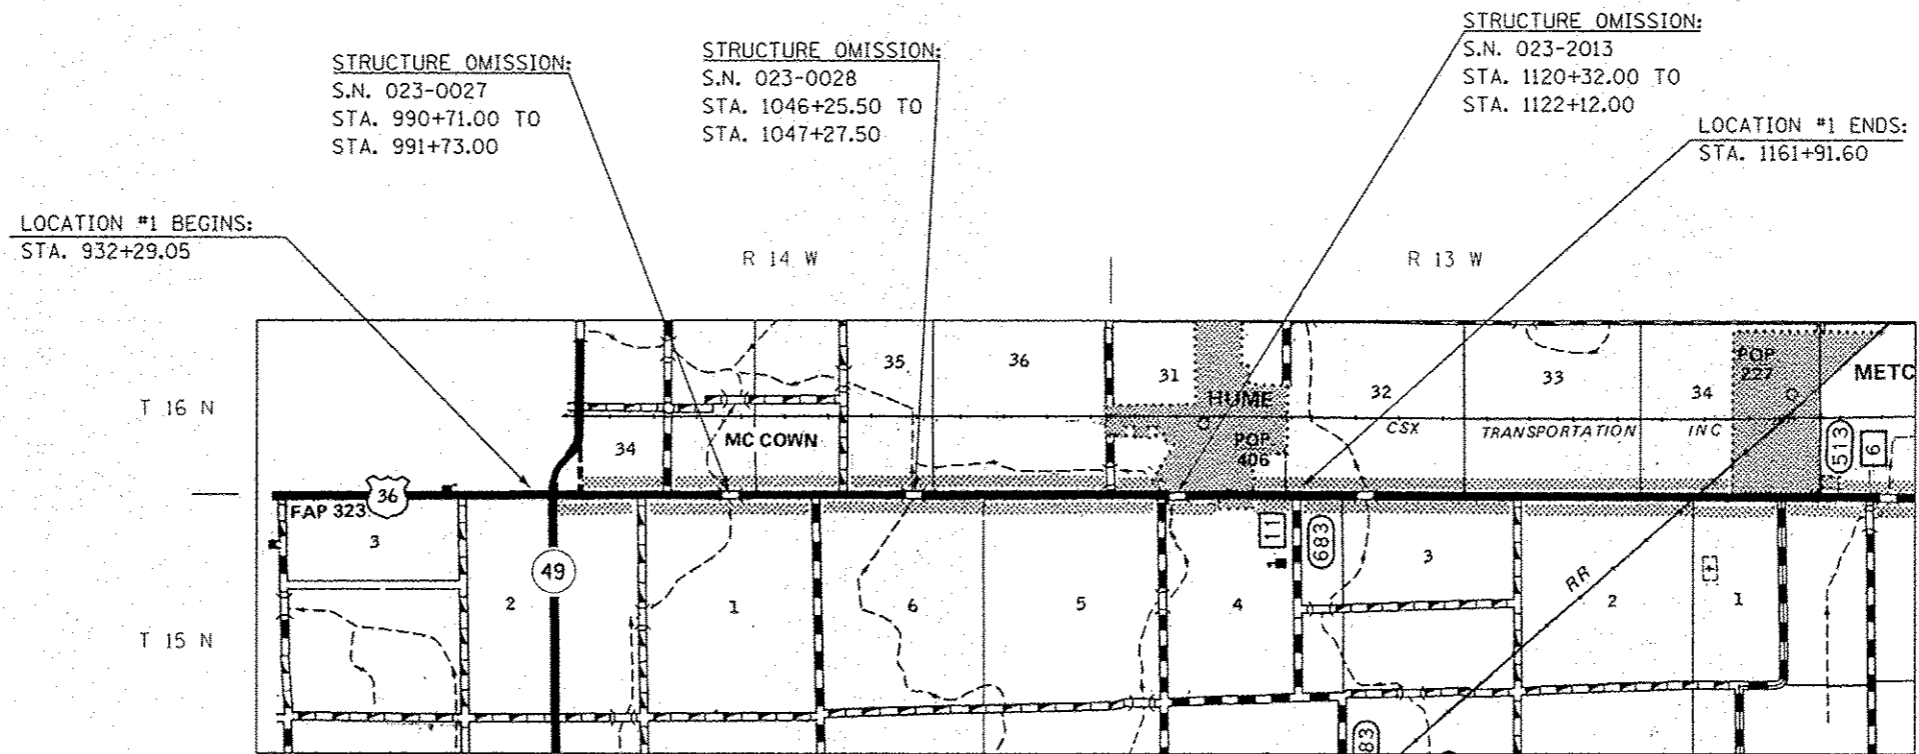 STRUCTURE OMISSION:
S.N. 023-0027
STA. 990+71.00 TO
STA. 991+73.00
STRUCTURE OMISSION:
S.N. 023-0028
STA. 1046+25.50 TO
STA. 1047+27.50
STRUCTURE OMISSION:
S.N. 023-2013
STA. 1120+32.00 TO
STA. 1122+12.00
LOCATION #1 ENDS:
STA. 1161+91.60
LOCATION #1 BEGINS:
STA. 932+29.05
R 14 W
R 13 W
T 16 N
35
36
31
HUME
32
33
34
POP.
227
METC
34
MC COWN
POP.
406
CSX TRANSPORTATION INC
513
6
36
FAP 323
3
49
2
1
6
5
4
11
683
3
RR
2
1
T 15 N
83